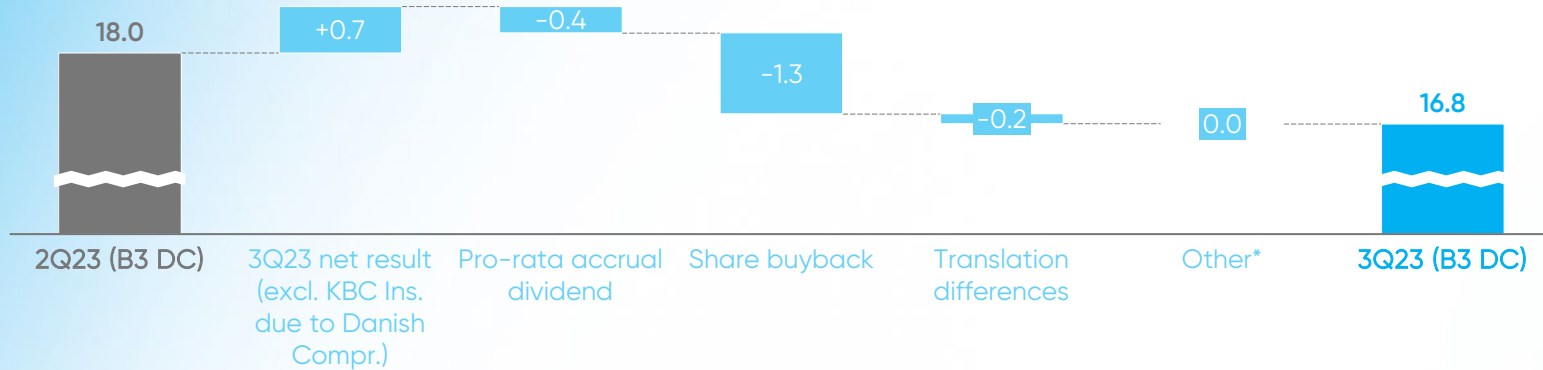 18.0
+0.7
-0.4
-1.3
-0.2
0.0
16.8
2Q23 (B3 DC)
3Q23 net result
(excl. KBC Ins.
due to Danish
Compr.)
Pro-rata accrual
dividend
Share buyback
Translation
differences
Other*
3Q23 (B3 DC)